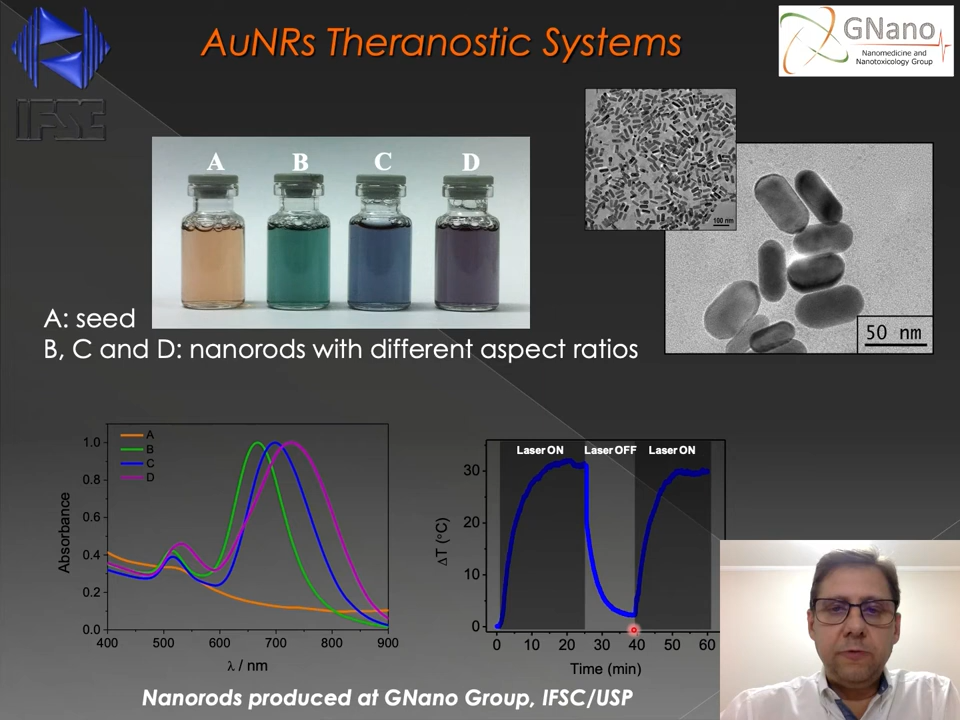 AuNRs Theranostic Systems
GNano
Nanomedicine and
Nanotoxicology Group
IFSC
A B C D
100 nm
50 nm
A: seed
B, C and D: nanorods with different aspect ratios
A
B
C
D
1.0
0.8
0.6
0.4
0.2
0.0
Absorbance
400 500 600 700 800 900
λ / nm
Laser ON Laser OFF Laser ON
30
20
10
0
ΔT (°C)
0 10 20 30 40 50 60
Time (min)
Nanorods produced at GNano Group, IFSC/USP